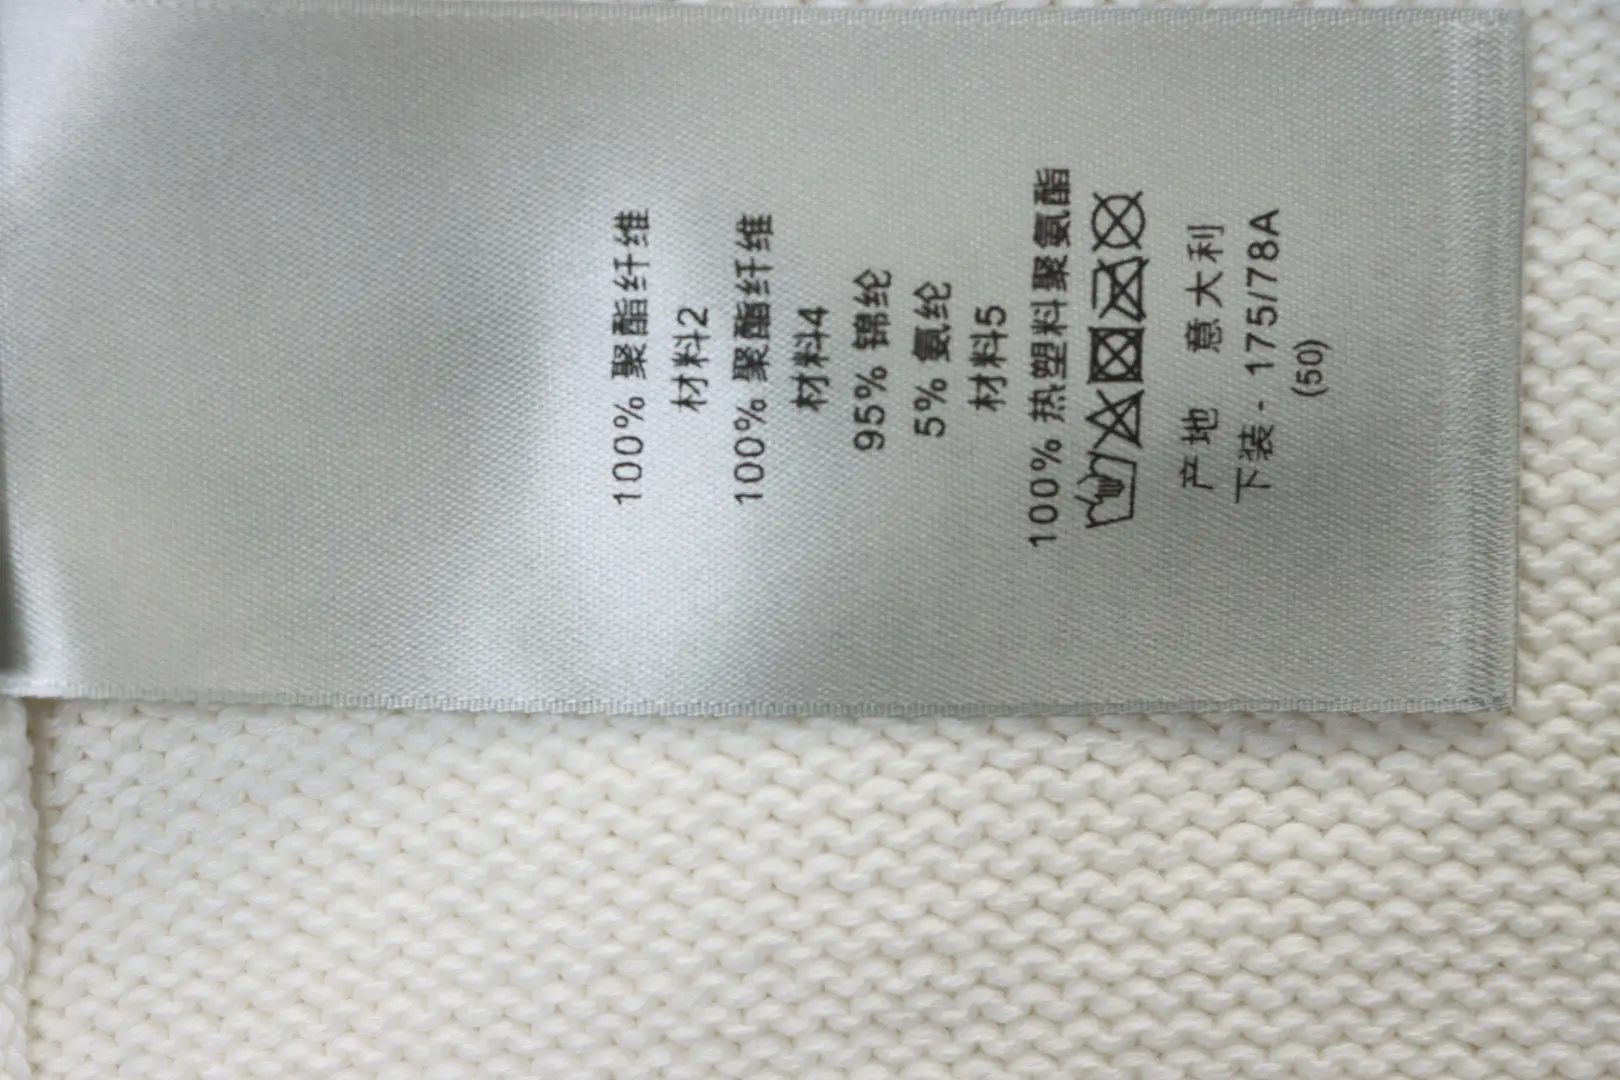 100% 聚酯纤维
材料2
100% 聚酯纤维
材料4
95% 锦纶
5% 氨纶
材料5
100% 热塑料聚氨酯
产地 意大利
下装 - 175/78A
(50)